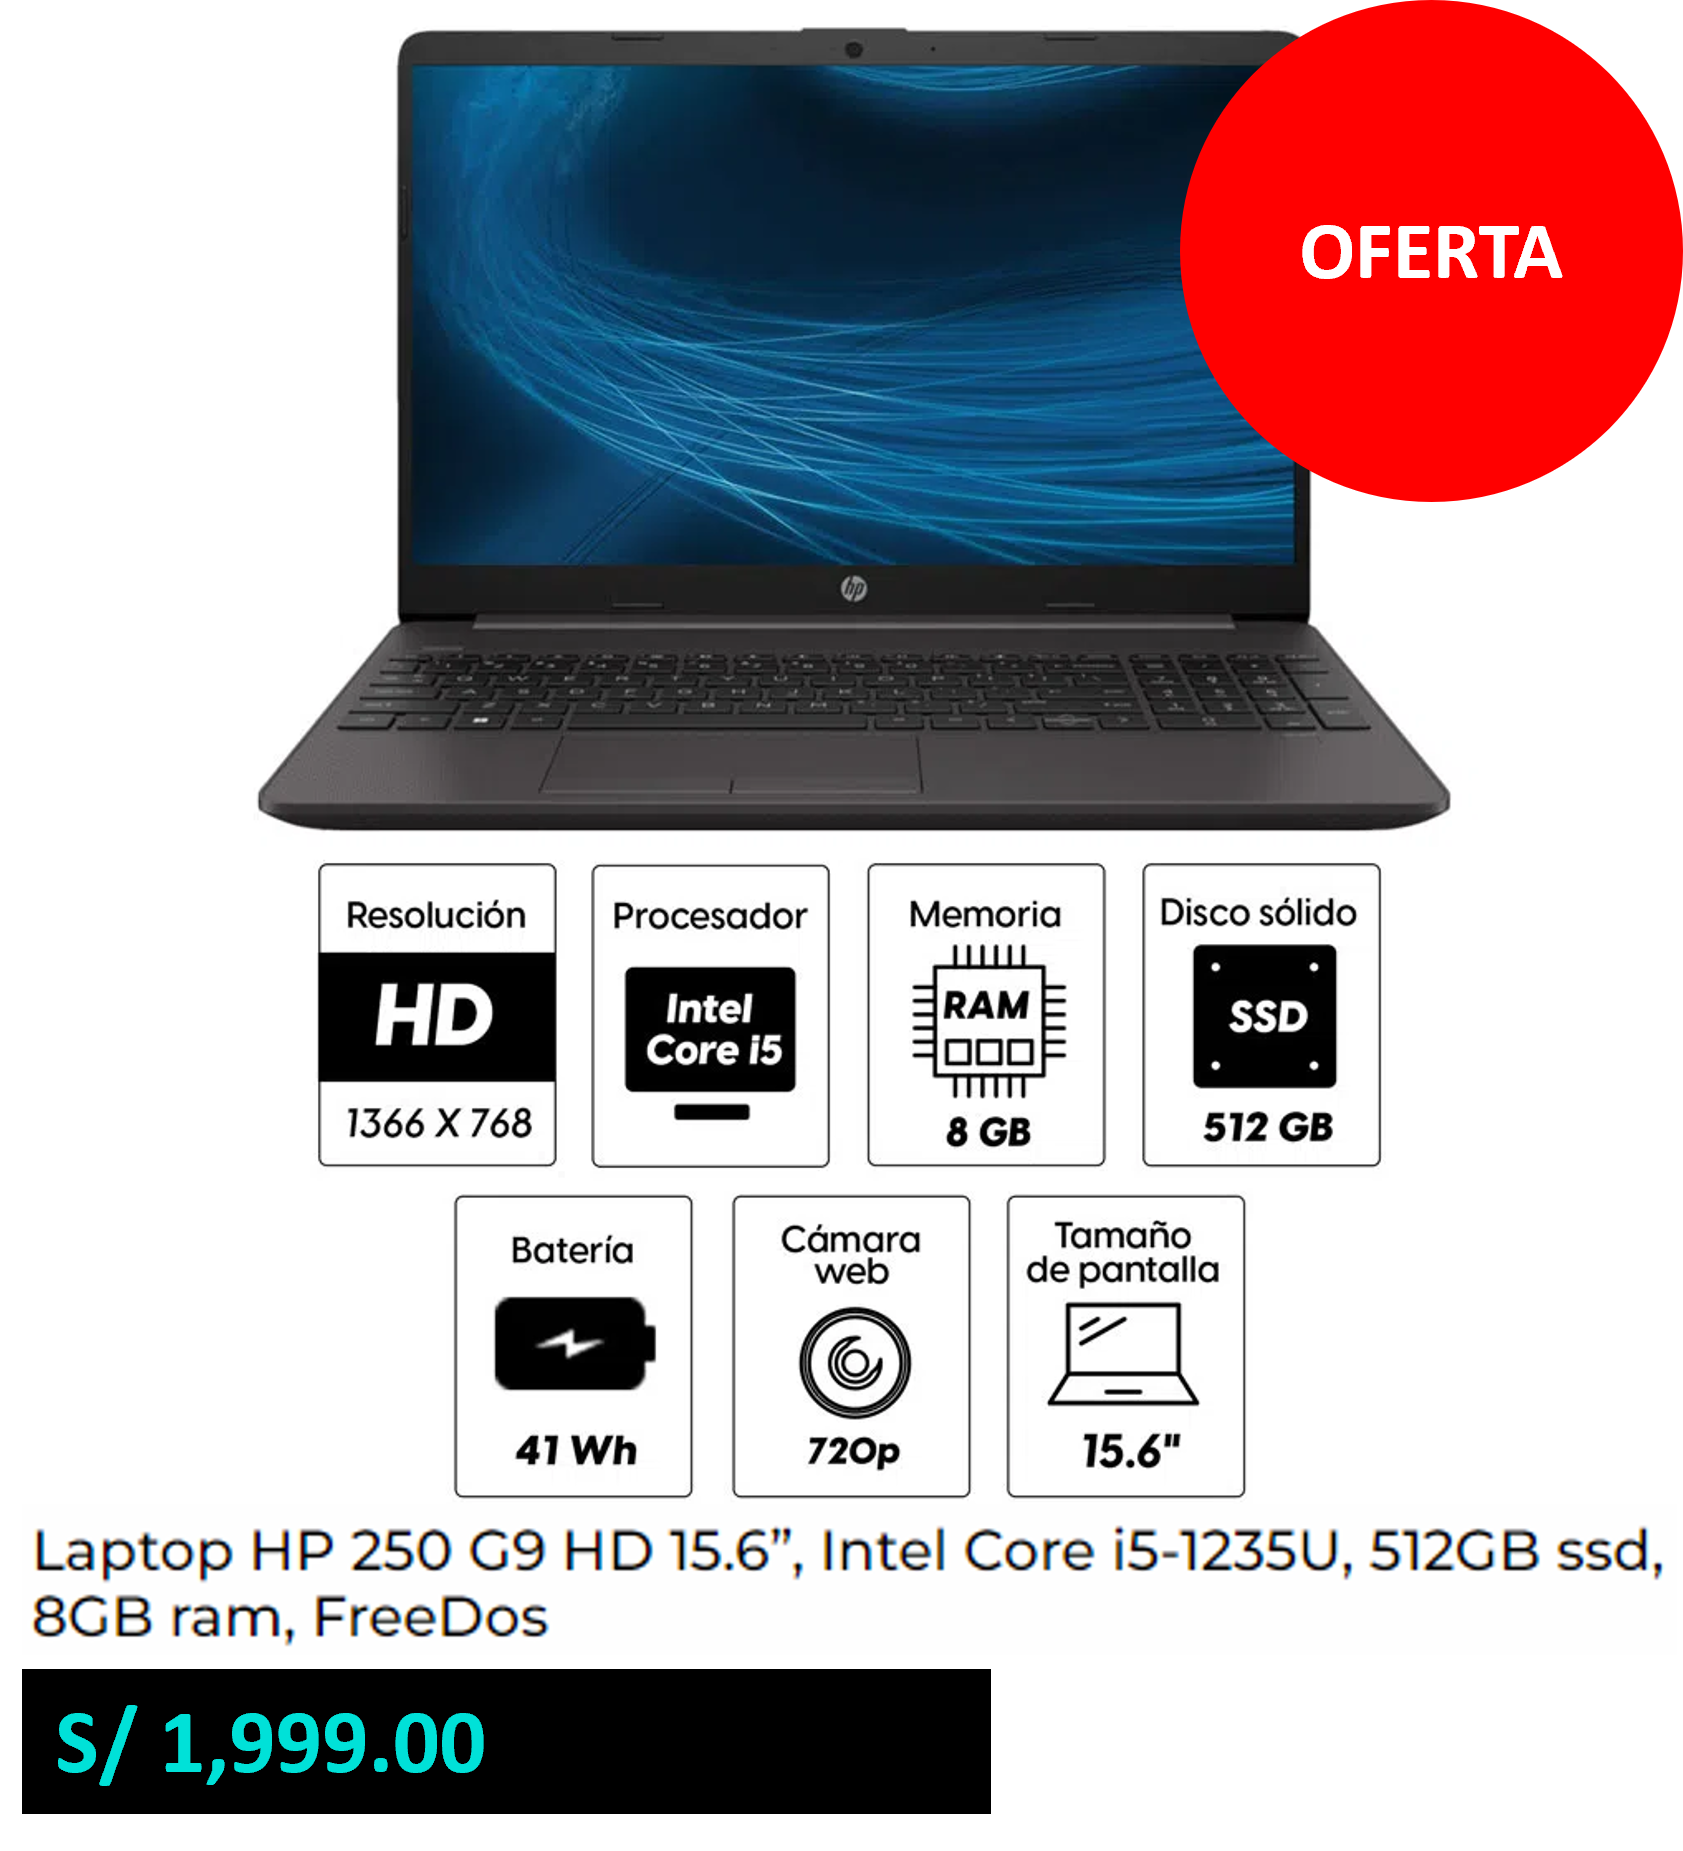 OFERTA
hp
Resolución
HD
1366 X 768
Procesador
Intel
Core i5
Memoria
RAM
8 GB
Disco sólido
SSD
512 GB
Batería
41 Wh
Cámara
web
720p
Tamaño
de pantalla
15.6"
Laptop HP 250 G9 HD 15.6”, Intel Core i5-1235U, 512GB ssd,
8GB ram, FreeDos
S/ 1,999.00